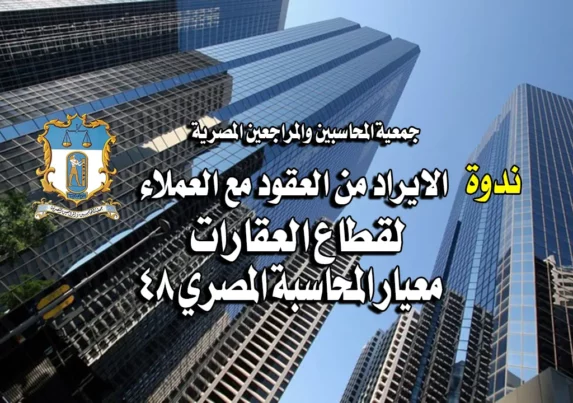 جمعية المحاسبين والمراجعين المصرية
ندوة الايراد من العقود مع العملاء
لقطاع العقارات
معيار المحاسبة المصري ٤٨